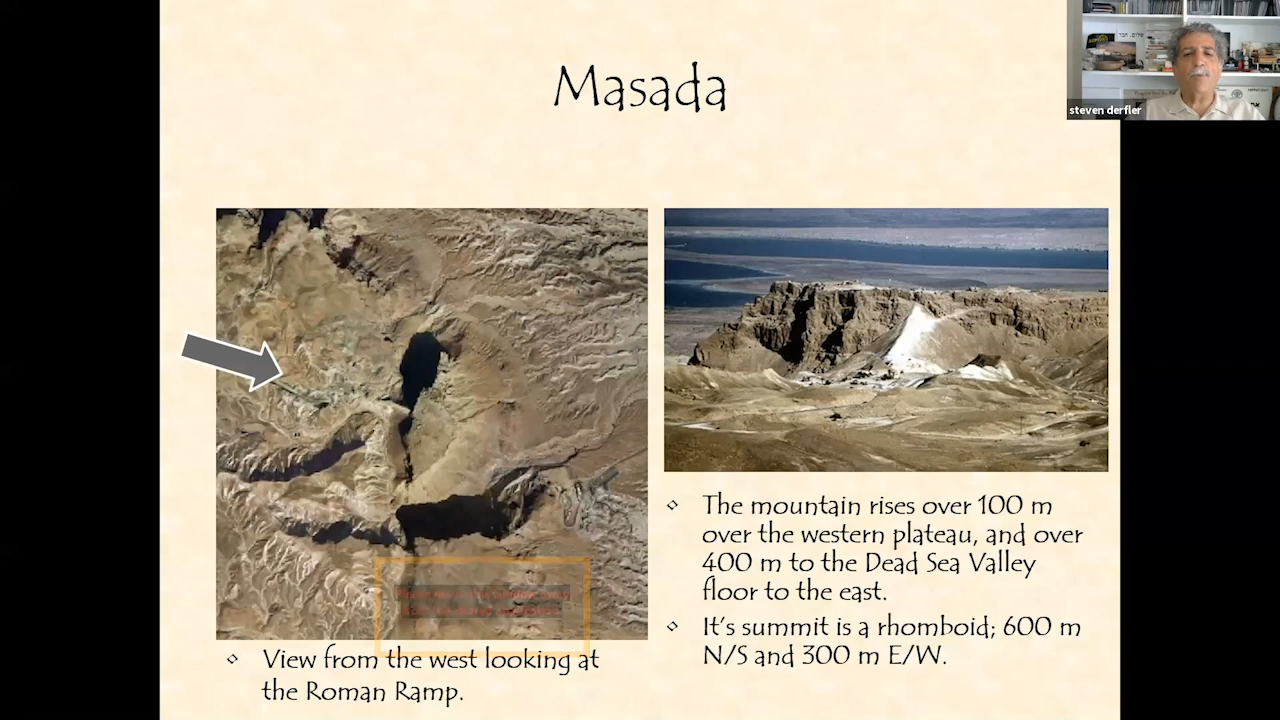 Masada
steven derfler
View from the west looking at
the Roman Ramp.
The mountain rises over 100 m
over the western plateau, and over
400 m to the Dead Sea Valley
floor to the east.
It's summit is a rhomboid; 600 m
N/S and 300 m E/W.